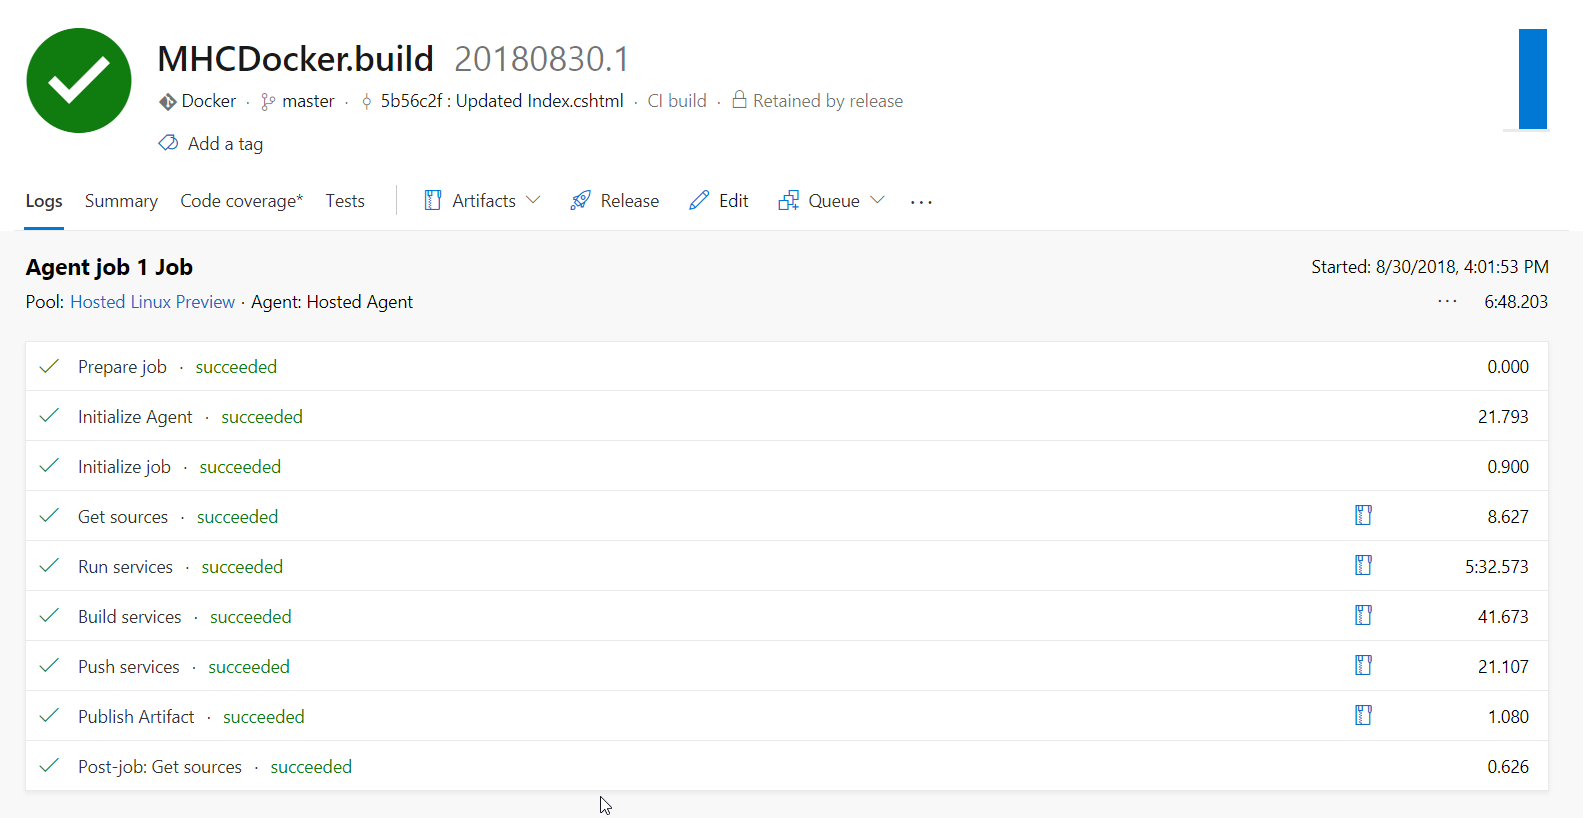 MHCDocker.build 20180830.1
Docker · master · 5b56c2f : Updated Index.cshtml · CI build · Retained by release
Add a tag
Logs Summary Code coverage* Tests Artifacts Release Edit Queue ...
Agent job 1 Job Started: 8/30/2018, 4:01:53 PM
Pool: Hosted Linux Preview · Agent: Hosted Agent ... 6:48.203
Prepare job · succeeded 0.000
Initialize Agent · succeeded 21.793
Initialize job · succeeded 0.900
Get sources · succeeded 8.627
Run services · succeeded 5:32.573
Build services · succeeded 41.673
Push services · succeeded 21.107
Publish Artifact · succeeded 1.080
Post-job: Get sources · succeeded 0.626